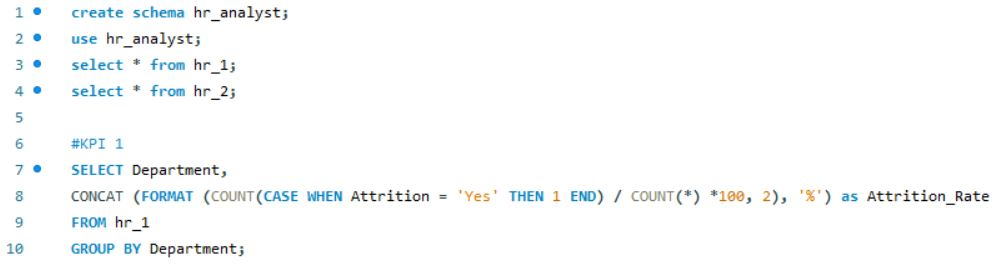 1 create schema hr_analyst;
2 use hr_analyst;
3 select * from hr_1;
4 select * from hr_2;
5
6 #KPI 1
7 SELECT Department,
8 CONCAT (FORMAT (COUNT(CASE WHEN Attrition = 'Yes' THEN 1 END) / COUNT(*) *100, 2), '%') as Attrition_Rate
9 FROM hr_1
10 GROUP BY Department;